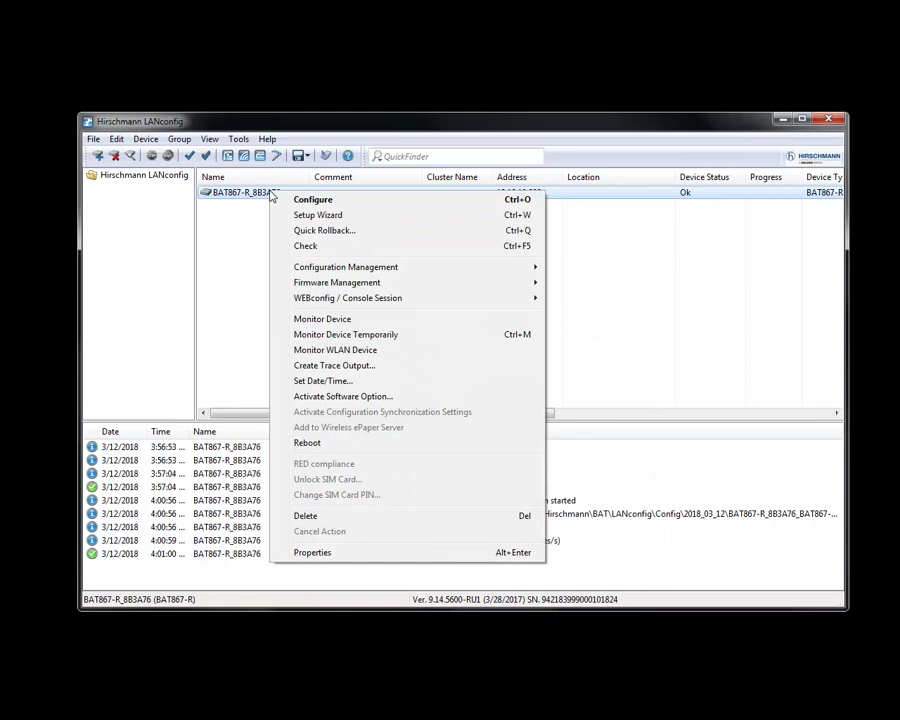 Hirschmann LANconfig
File Edit Device Group View Tools Help
QuickFinder
HIRSCHMANN
Hirschmann LANconfig
Name Comment Cluster Name Address Location Device Status Progress Device Ty
BAT867-R_8B3A76 Ok BAT867-R
Configure Ctrl+O
Setup Wizard Ctrl+W
Quick Rollback... Ctrl+Q
Check Ctrl+F5
Configuration Management
Firmware Management
WEBconfig / Console Session
Monitor Device
Monitor Device Temporarily Ctrl+M
Monitor WLAN Device
Create Trace Output...
Set Date/Time...
Activate Software Option...
Activate Configuration Synchronization Settings
Add to Wireless ePaper Server
Reboot
RED compliance
Unlock SIM Card...
Change SIM Card PIN...
Delete Del
Cancel Action
Properties Alt+Enter
Date Time Name
3/12/2018 3:56:53 ... BAT867-R_8B3A76
3/12/2018 3:56:53 ... BAT867-R_8B3A76
3/12/2018 3:57:04 ... BAT867-R_8B3A76
3/12/2018 3:57:04 ... BAT867-R_8B3A76
3/12/2018 4:00:56 ... BAT867-R_8B3A76 n started
3/12/2018 4:00:56 ... BAT867-R_8B3A76 Hirschmann\BAT\LANconfig\Config\2018_03_12\BAT867-R_8B3A76_BAT867-...
3/12/2018 4:00:56 ... BAT867-R_8B3A76
3/12/2018 4:00:59 ... BAT867-R_8B3A76 es/s)
3/12/2018 4:01:00 ... BAT867-R_8B3A76
BAT867-R_8B3A76 (BAT867-R) Ver. 9.14.5600-RU1 (3/28/2017) SN. 942183999000101824